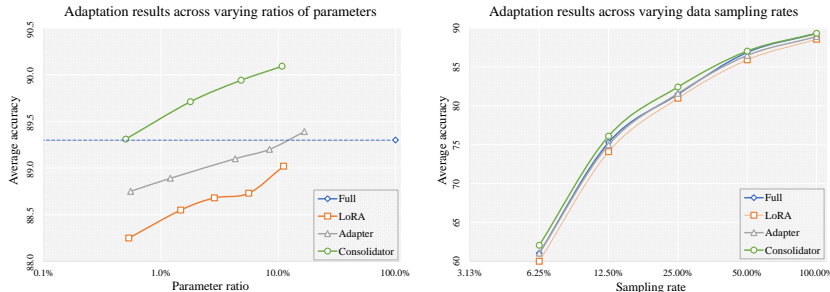 Adaptation results across varying ratios of parameters
90.5
90.0
89.5
89.0
88.5
88.0
Average accuracy
0.1%
1.0%
10.0%
100.0%
Parameter ratio
Full
LoRA
Adapter
Consolidator
Adaptation results across varying data sampling rates
90
85
80
75
70
65
60
Average accuracy
3.13%
6.25%
12.50%
25.00%
50.00%
100.00%
Sampling rate
Full
LoRA
Adapter
Consolidator